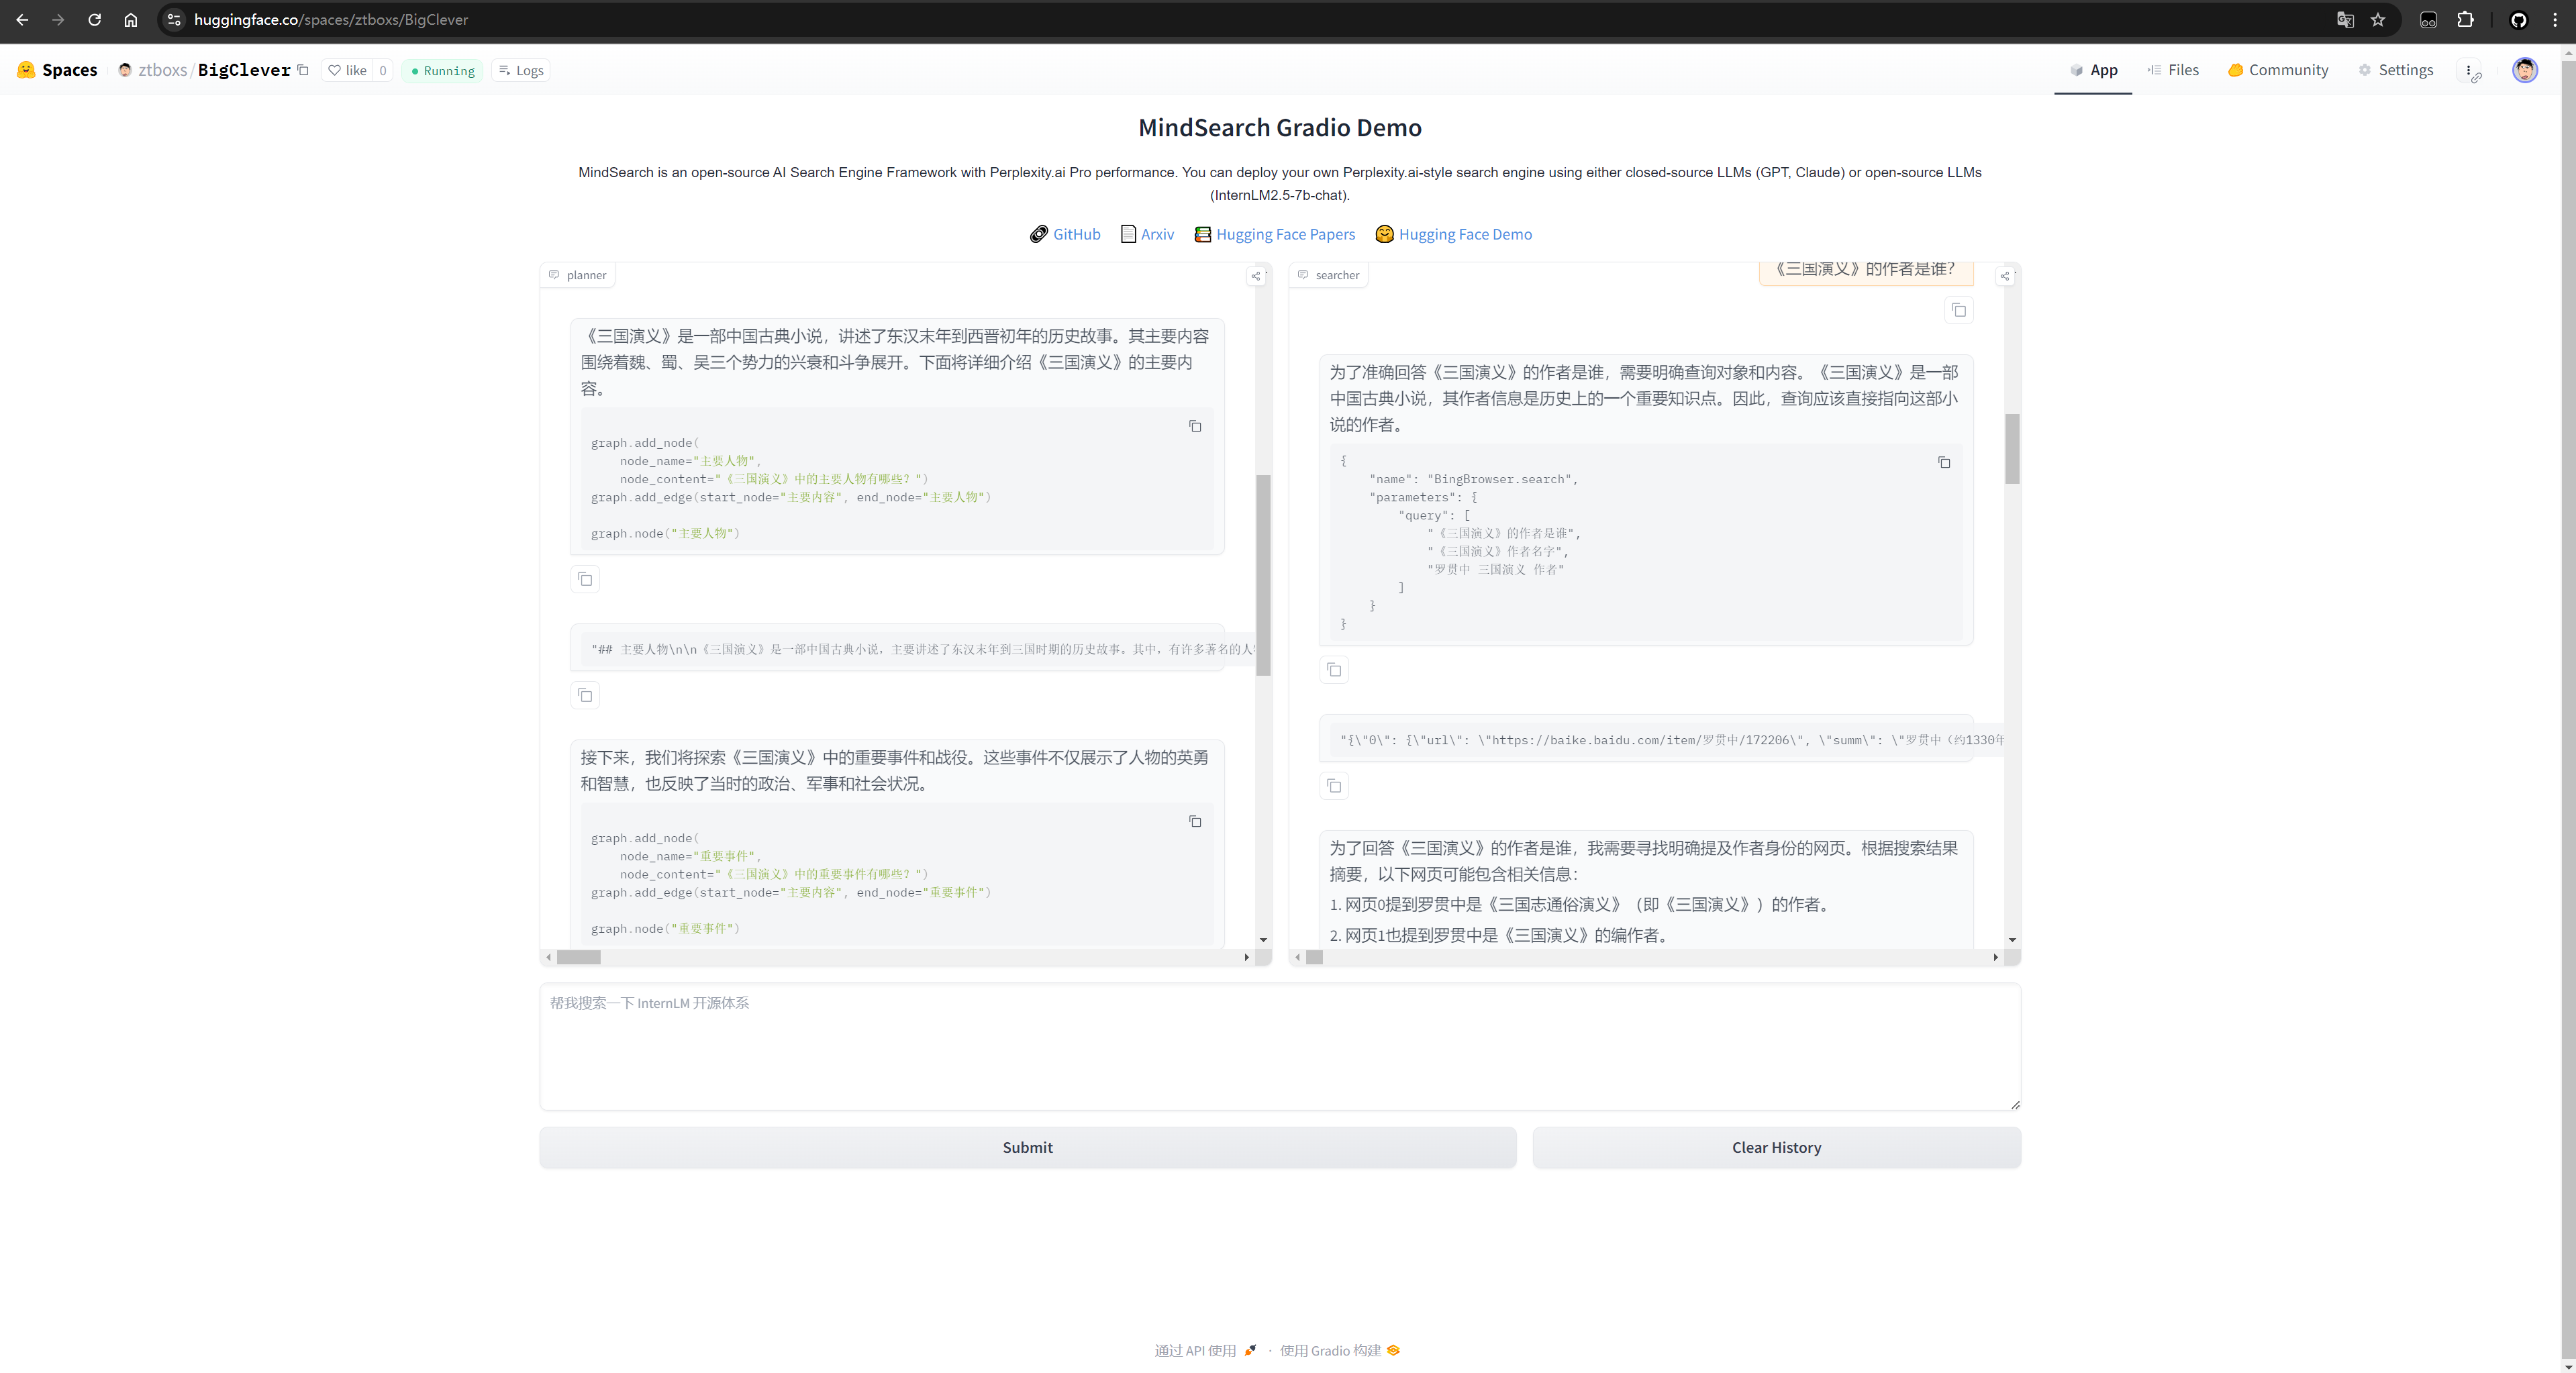 huggingface.co/spaces/ztboxs/BigClever
Spaces ztboxs/BigClever like 0 Running Logs App Files Community Settings
MindSearch Gradio Demo
MindSearch is an open-source AI Search Engine Framework with Perplexity.ai Pro performance. You can deploy your own Perplexity.ai-style search engine using either closed-source LLMs (GPT, Claude) or open-source LLMs
(InternLM2.5-7b-chat).
GitHub Arxiv Hugging Face Papers Hugging Face Demo
planner
《三国演义》是一部中国古典小说，讲述了东汉末年到西晋初年的历史故事。其主要内容
围绕着魏、蜀、吴三个势力的兴衰和斗争展开。下面将详细介绍《三国演义》的主要内
容。
graph.add_node(
    node_name="主要人物",
    node_content="《三国演义》中的主要人物有哪些？")
graph.add_edge(start_node="主要内容", end_node="主要人物")
graph.node("主要人物")
"## 主要人物\n\n《三国演义》是一部中国古典小说，主要讲述了东汉末年到三国时期的历史故事。其中，有许多著名的人
接下来，我们将探索《三国演义》中的重要事件和战役。这些事件不仅展示了人物的英勇
和智慧，也反映了当时的政治、军事和社会状况。
graph.add_node(
    node_name="重要事件",
    node_content="《三国演义》中的重要事件有哪些？")
graph.add_edge(start_node="主要内容", end_node="重要事件")
graph.node("重要事件")
searcher
《三国演义》的作者是谁？
为了准确回答《三国演义》的作者是谁，需要明确查询对象和内容。《三国演义》是一部
中国古典小说，其作者信息是历史上的一个重要知识点。因此，查询应该直接指向这部小
说的作者。
{
    "name": "BingBrowser.search",
    "parameters": {
        "query": [
            "《三国演义》的作者是谁",
            "《三国演义》作者名字",
            "罗贯中 三国演义 作者"
        ]
    }
}
"{\"0\": {\"url\": \"https://baike.baidu.com/item/罗贯中/172206\", \"summ\": \"罗贯中（约1330年
为了回答《三国演义》的作者是谁，我需要寻找明确提及作者身份的网页。根据搜索结果
摘要，以下网页可能包含相关信息：
1. 网页0提到罗贯中是《三国志通俗演义》（即《三国演义》）的作者。
2. 网页1也提到罗贯中是《三国演义》的编作者。
帮我搜索一下 InternLM 开源体系
Submit Clear History
通过 API 使用 · 使用 Gradio 构建